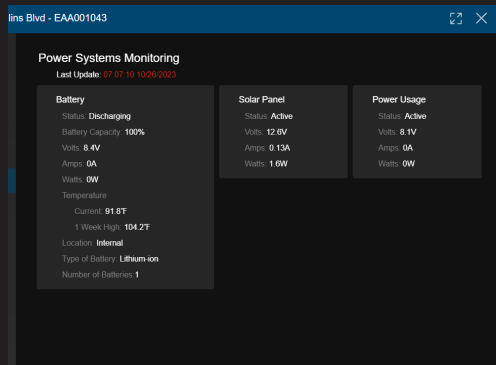 lins Blvd - EAA001043
Power Systems Monitoring
Last Update: 07:07:10 10/26/2023
Battery
Status: Discharging
Battery Capacity: 100%
Volts: 8.4V
Amps: 0A
Watts: 0W
Temperature
Current: 91.8°F
1 Week High: 104.2°F
Location: Internal
Type of Battery: Lithium-ion
Number of Batteries: 1
Solar Panel
Status: Active
Volts: 12.6V
Amps: 0.13A
Watts: 1.6W
Power Usage
Status: Active
Volts: 8.1V
Amps: 0A
Watts: 0W